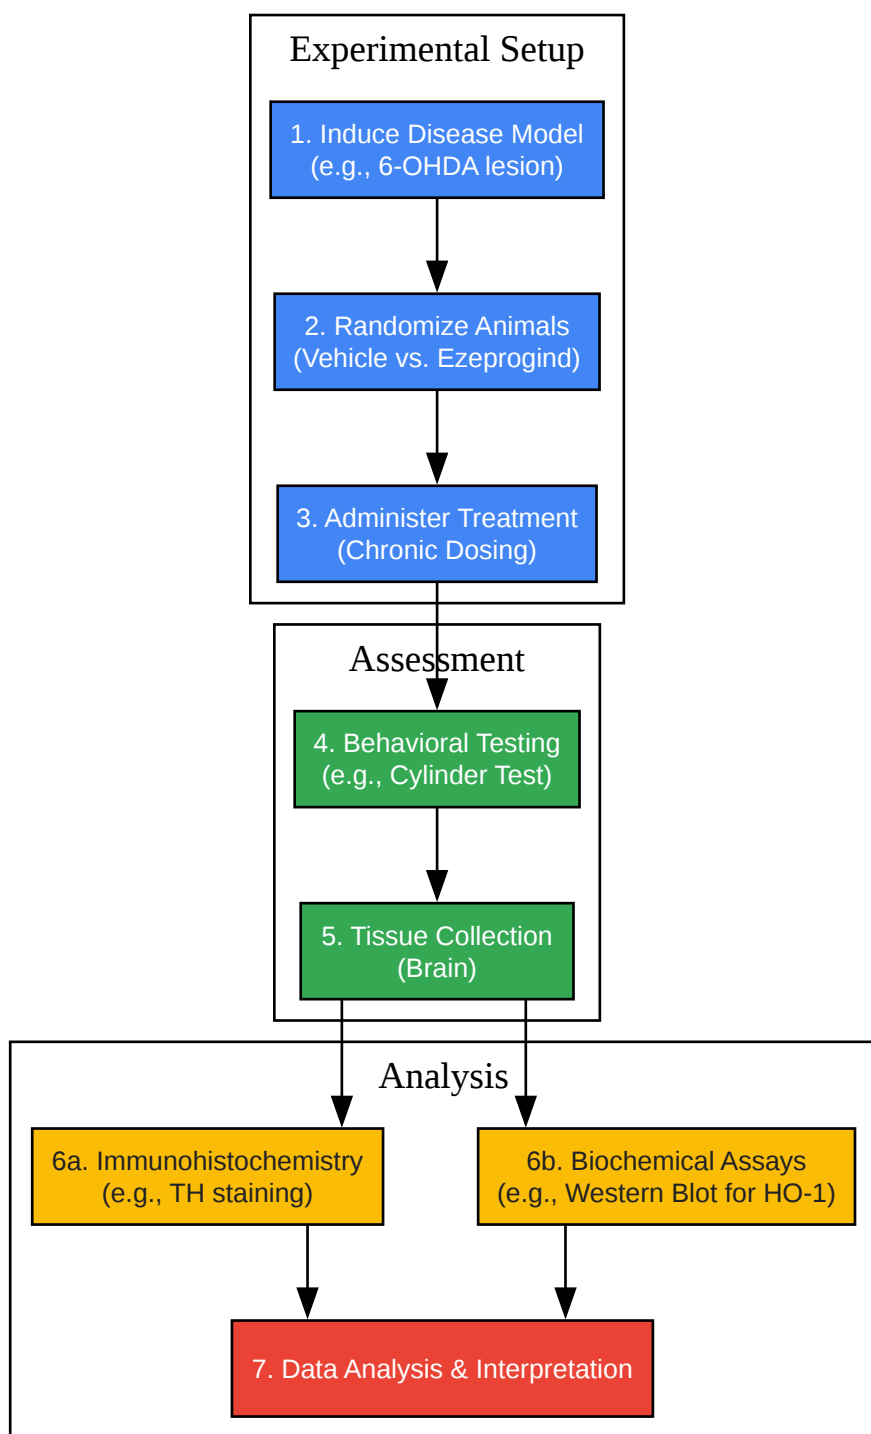 Experimental Setup
1. Induce Disease Model
(e.g., 6-OHDA lesion)
2. Randomize Animals
(Vehicle vs. Ezeprogind)
3. Administer Treatment
(Chronic Dosing)
Assessment
4. Behavioral Testing
(e.g., Cylinder Test)
5. Tissue Collection
(Brain)
Analysis
6a. Immunohistochemistry
(e.g., TH staining)
6b. Biochemical Assays
(e.g., Western Blot for HO-1)
7. Data Analysis & Interpretation